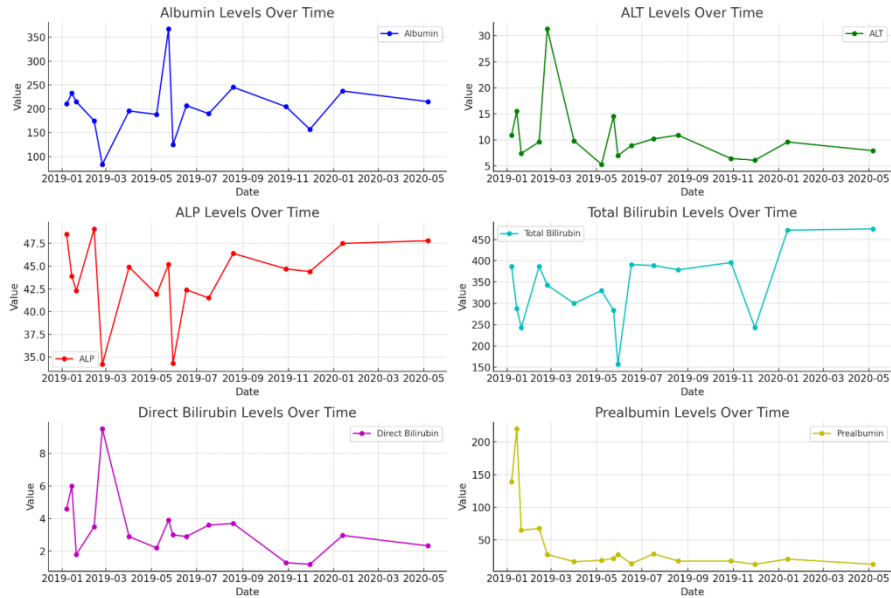 Albumin Levels Over Time
Value
350
300
250
200
150
100
Albumin
2019-01 2019-03 2019-05 2019-07 2019-09 2019-11 2020-01 2020-03 2020-05
Date
ALT Levels Over Time
Value
30
25
20
15
10
5
ALT
2019-01 2019-03 2019-05 2019-07 2019-09 2019-11 2020-01 2020-03 2020-05
Date
ALP Levels Over Time
Value
47.5
45.0
42.5
40.0
37.5
35.0
ALP
2019-01 2019-03 2019-05 2019-07 2019-09 2019-11 2020-01 2020-03 2020-05
Date
Total Bilirubin Levels Over Time
Value
450
400
350
300
250
200
150
Total Bilirubin
2019-01 2019-03 2019-05 2019-07 2019-09 2019-11 2020-01 2020-03 2020-05
Date
Direct Bilirubin Levels Over Time
Value
8
6
4
2
Direct Bilirubin
2019-01 2019-03 2019-05 2019-07 2019-09 2019-11 2020-01 2020-03 2020-05
Date
Prealbumin Levels Over Time
Value
200
150
100
50
Prealbumin
2019-01 2019-03 2019-05 2019-07 2019-09 2019-11 2020-01 2020-03 2020-05
Date